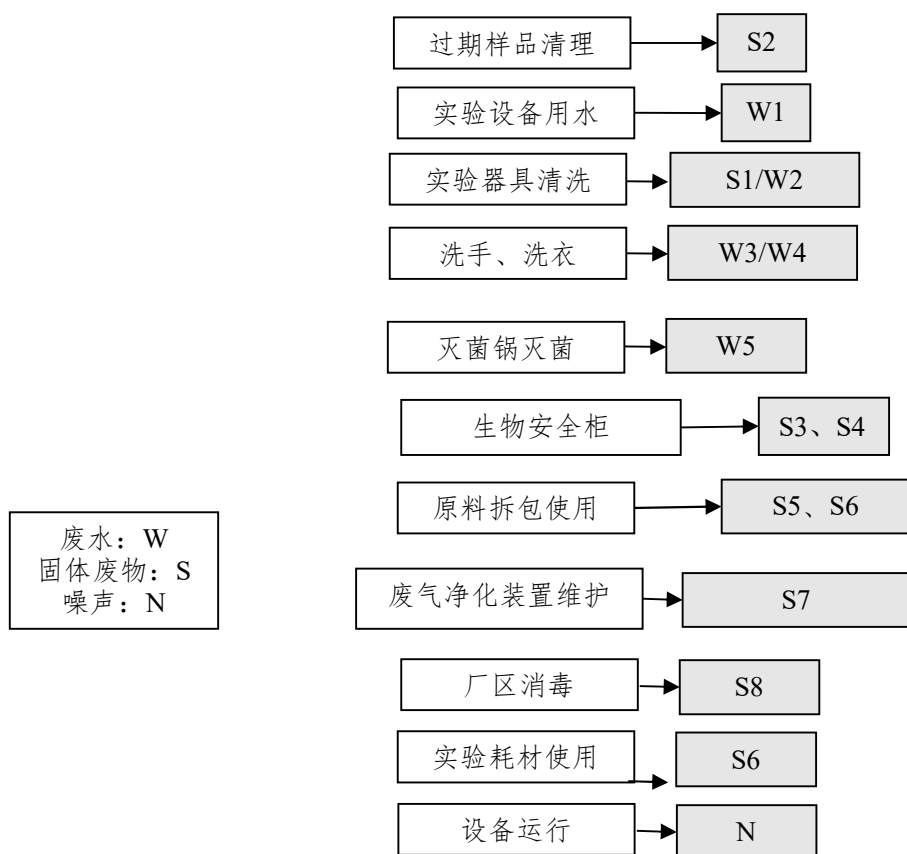 过期样品清理
S2
实验设备用水
W1
实验器具清洗
S1/W2
洗手、洗衣
W3/W4
灭菌锅灭菌
W5
生物安全柜
S3、S4
原料拆包使用
S5、S6
废水：W
固体废物：S
噪声：N
废气净化装置维护
S7
厂区消毒
S8
实验耗材使用
S6
设备运行
N